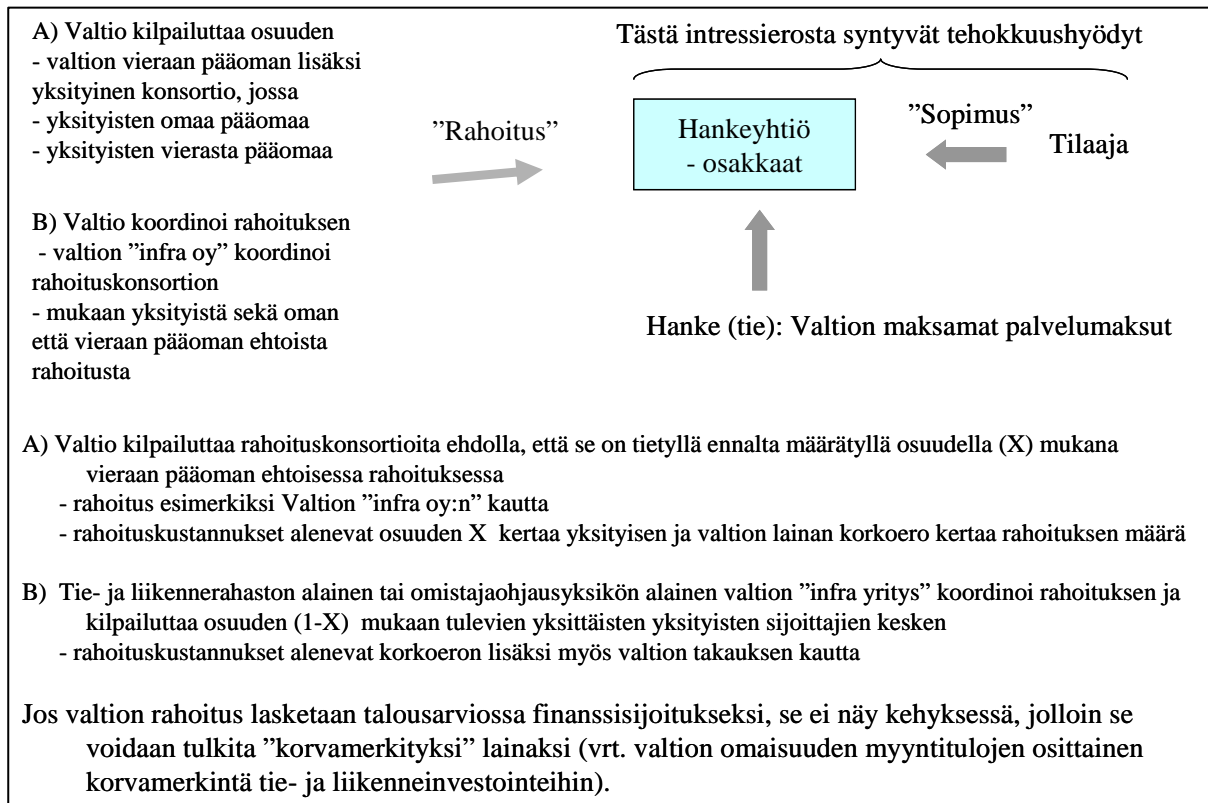 A) Valtio kilpailuttaa osuuden
- valtion vieraan pääoman lisäksi
yksityinen konsortio, jossa
- yksityisten omaa pääomaa
- yksityisten vierasta pääomaa
B) Valtio koordinoi rahoituksen
- valtion ”infra oy” koordinoi
rahoituskonsortion
- mukaan yksityistä sekä oman
että vieraan pääoman ehtoista
rahoitusta
”Rahoitus”
Tästä intressierosta syntyvät tehokkuushyödyt
Hankeyhtiö
- osakkaat
”Sopimus”
Tilaaja
Hanke (tie): Valtion maksamat palvelumaksut
A) Valtio kilpailuttaa rahoituskonsortioita ehdolla, että se on tietyllä ennalta määrätyllä osuudella (X) mukana
vieraan pääoman ehtoisessa rahoituksessa
- rahoitus esimerkiksi Valtion ”infra oy:n” kautta
- rahoituskustannukset alenevat osuuden X kertaa yksityisen ja valtion lainan korkoero kertaa rahoituksen määrä
B) Tie- ja liikennerahaston alainen tai omistajaohjausyksikön alainen valtion ”infra yritys” koordinoi rahoituksen ja
kilpailuttaa osuuden (1-X) mukaan tulevien yksittäisten yksityisten sijoittajien kesken
- rahoituskustannukset alenevat korkoeron lisäksi myös valtion takauksen kautta
Jos valtion rahoitus lasketaan talousarviossa finanssisijoitukseksi, se ei näy kehyksessä, jolloin se
voidaan tulkita ”korvamerkityksi” lainaksi (vrt. valtion omaisuuden myyntitulojen osittainen
korvamerkintä tie- ja liikenneinvestointeihin).